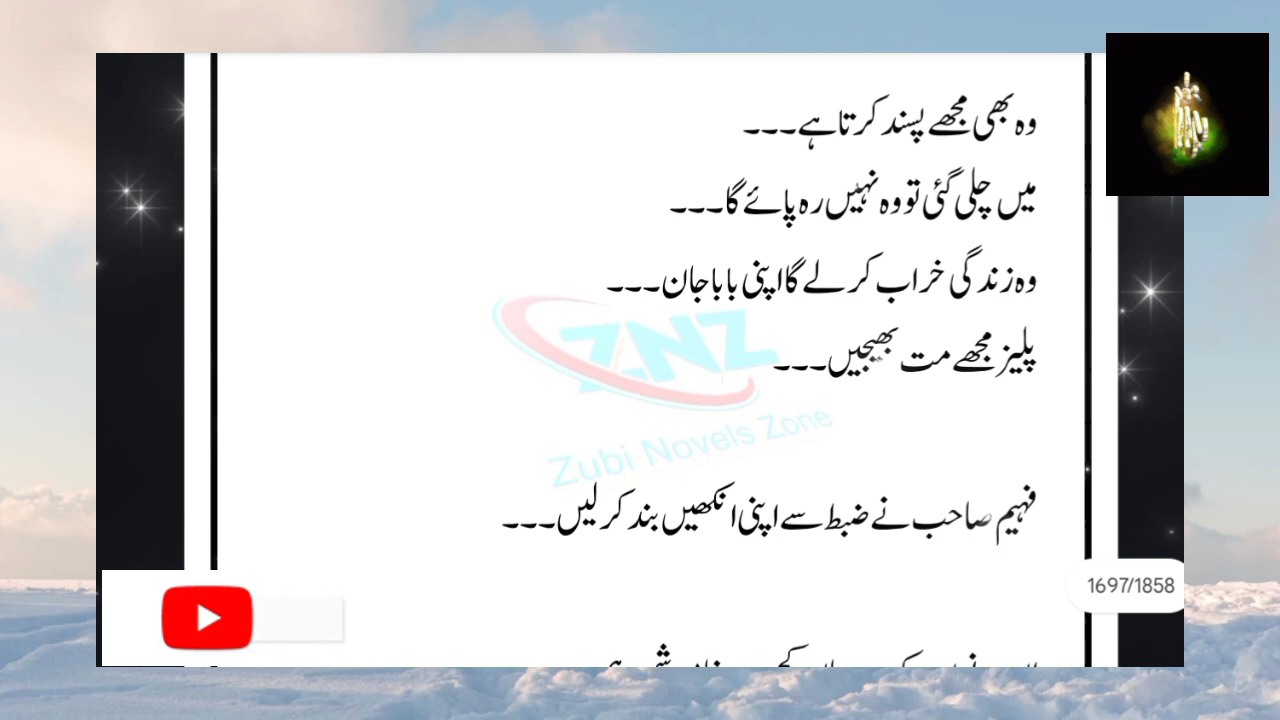 وہ بھی مجھے پسند کرتا ہے۔۔۔
میں چلی گئی تو وہ نہیں رہ پائے گا۔۔۔
وہ زندگی خراب کر لے گا اپنی بابا جان۔۔۔
پلیز مجھے مت بھیجیں۔۔۔
ZNZ
Zubi Novels Zone
فہیم صاحب نے ضبط سے اپنی انکھیں بند کر لیں۔۔۔
1697/1858